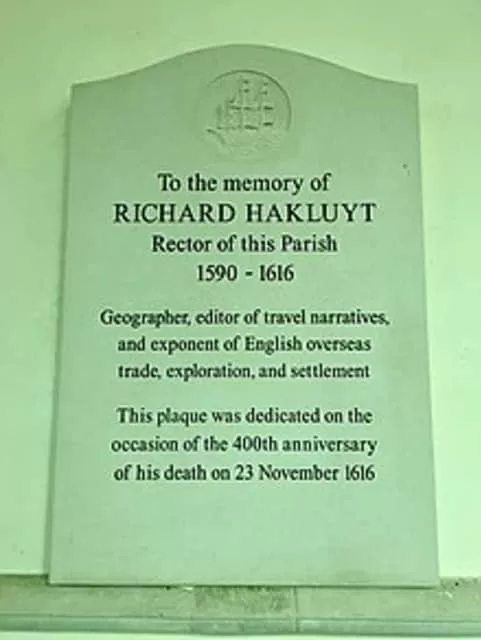 To the memory of
RICHARD HAKLUYT
Rector of this Parish
1590 - 1616
Geographer, editor of travel narratives,
and exponent of English overseas
trade, exploration, and settlement
This plaque was dedicated on the
occasion of the 400th anniversary
of his death on 23 November 1616